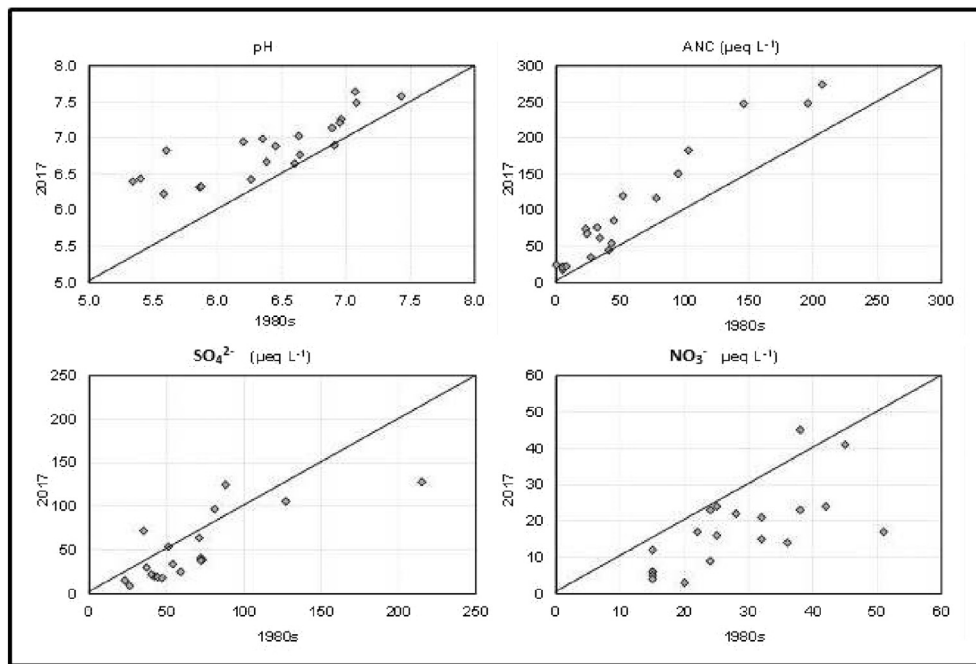 pH
8.0
7.5
7.0
6.5
6.0
5.5
5.0
2017
5.0 5.5 6.0 6.5 7.0 7.5 8.0
1980s
ANC (µeq L⁻¹)
300
250
200
150
100
50
0
2017
0 50 100 150 200 250 300
1980s
SO₄²⁻ (µeq L⁻¹)
250
200
150
100
50
0
2017
0 50 100 150 200 250
1980s
NO₃⁻ µeq L⁻¹)
60
50
40
30
20
10
0
2017
0 10 20 30 40 50 60
1980s